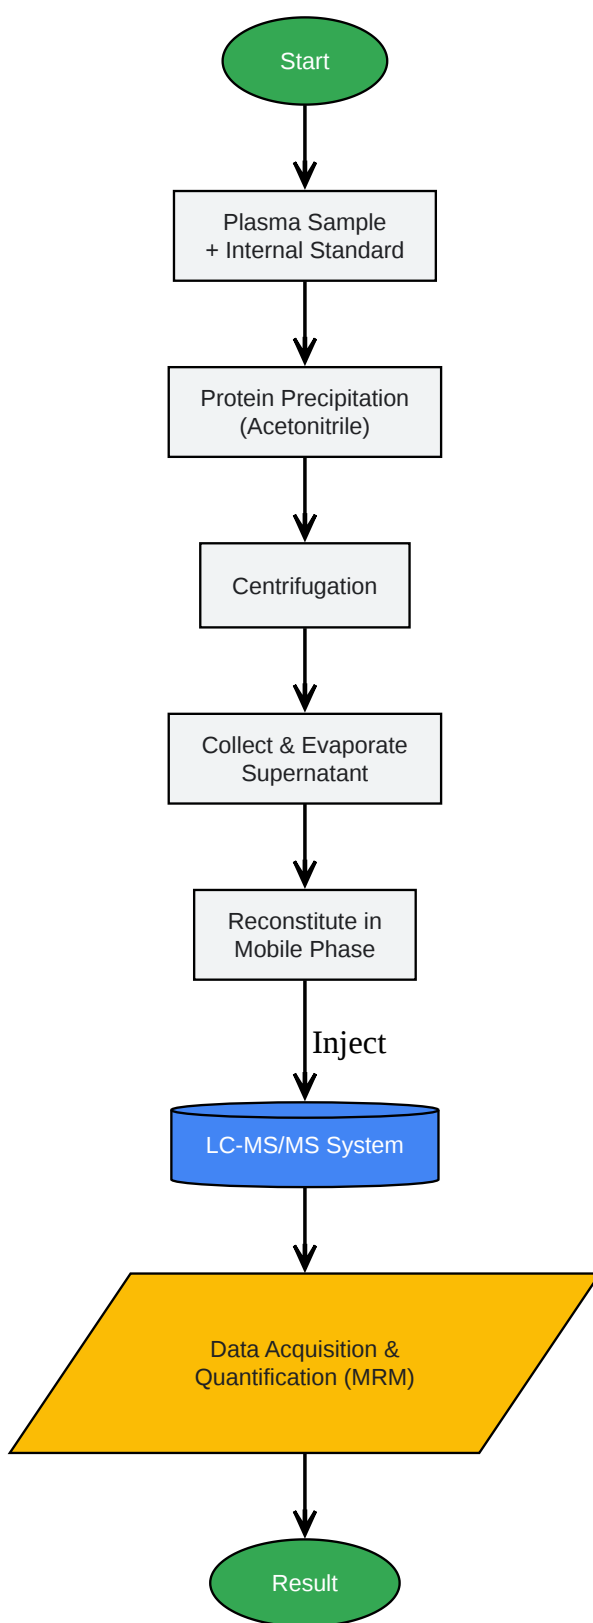 Start
Plasma Sample
+ Internal Standard
Protein Precipitation
(Acetonitrile)
Centrifugation
Collect & Evaporate
Supernatant
Reconstitute in
Mobile Phase
Inject
LC-MS/MS System
Data Acquisition &
Quantification (MRM)
Result